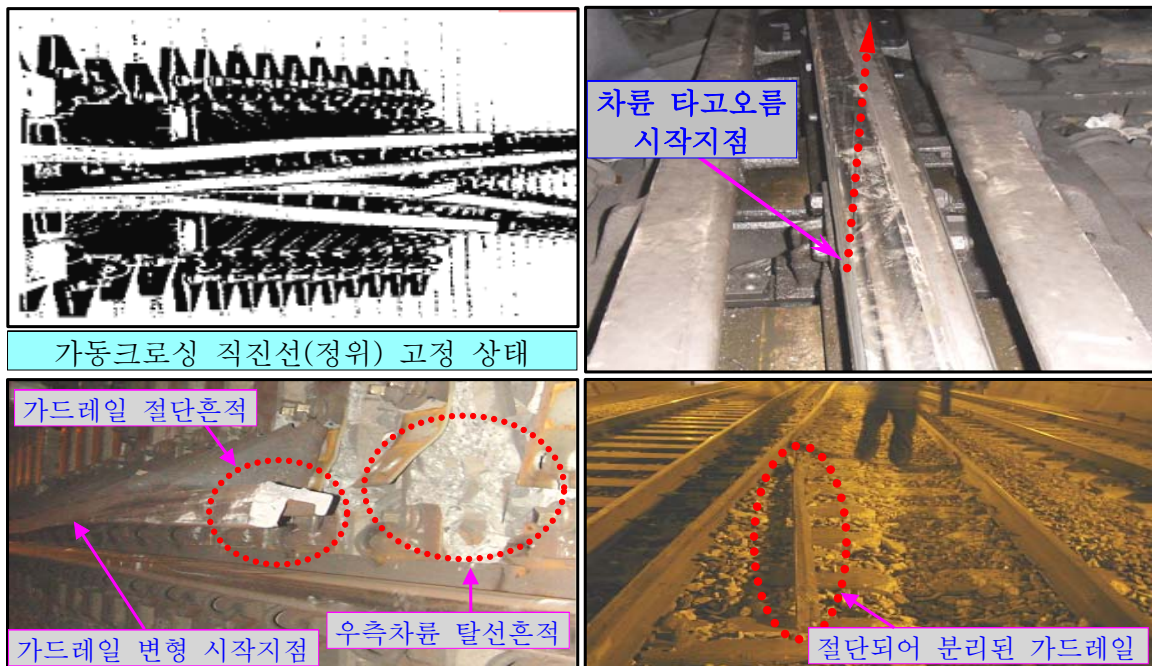 차륜 타고오름
시작지점
가동크로싱 직진선(정위) 고정 상태
가드레일 절단흔적
우측차륜 탈선흔적
가드레일 변형 시작지점
절단되어 분리된 가드레일